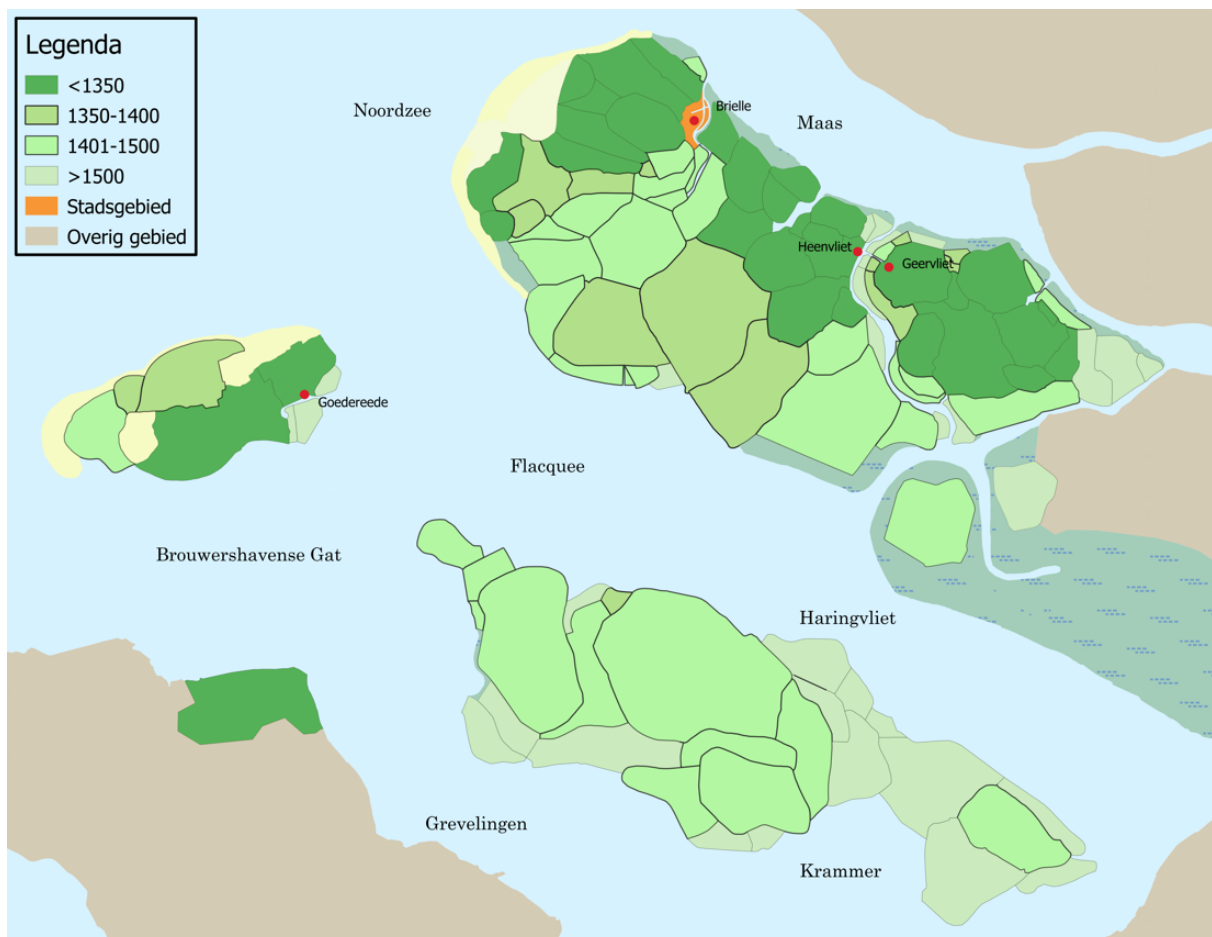 Legenda
<1350
1350-1400
1401-1500
>1500
Stadsgebied
Overig gebied
Noordzee
Brielle
Maas
Heenvliet
Geervliet
Goedereede
Flacquee
Brouwershavense Gat
Haringvliet
Grevelingen
Krammer